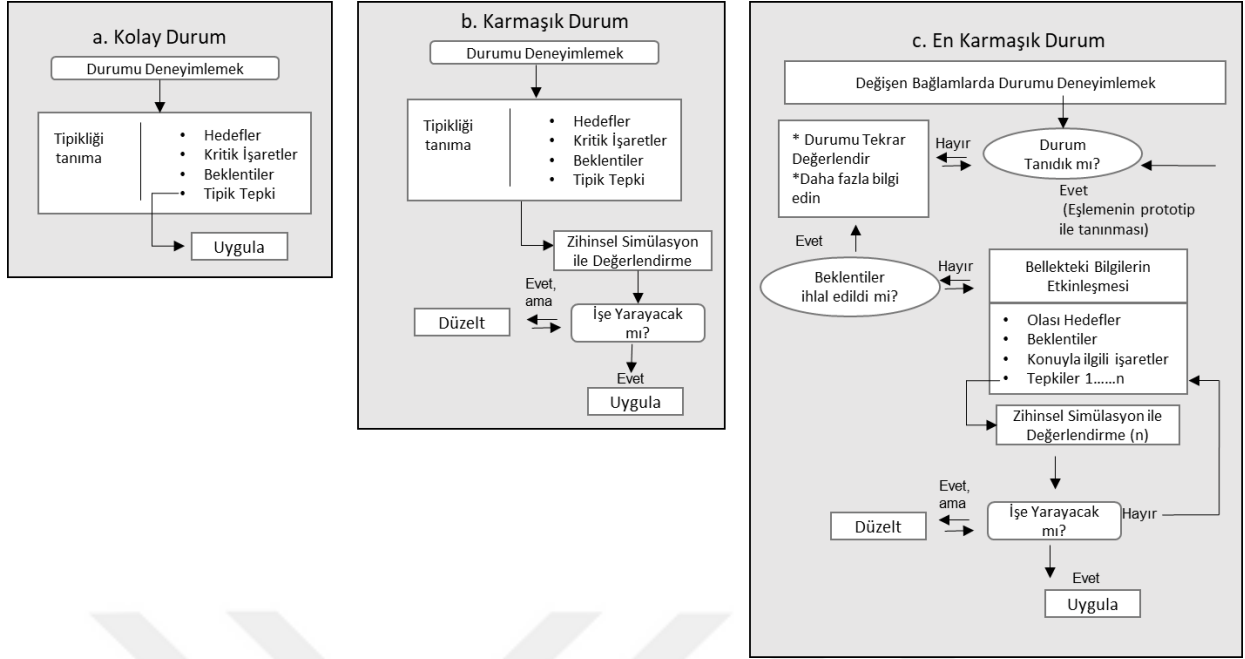 a. Kolay Durum
Durumu Deneyimlemek
Tipikliği
tanıma
• Hedefler
• Kritik İşaretler
• Beklentiler
• Tipik Tepki
Uygula
b. Karmaşık Durum
Durumu Deneyimlemek
Tipikliği
tanıma
• Hedefler
• Kritik İşaretler
• Beklentiler
• Tipik Tepki
Zihinsel Simülasyon
ile Değerlendirme
Evet,
ama
Düzelt
İşe Yarayacak
mı?
Evet
Uygula
c. En Karmaşık Durum
Değişen Bağlamlarda Durumu Deneyimlemek
* Durumu Tekrar
Değerlendir
*Daha fazla bilgi
edin
Hayır
Durum
Tanıdık mı?
Evet
(Eşlemenin prototip
ile tanınması)
Evet
Beklentiler
ihlal edildi mi?
Hayır
Bellekteki Bilgilerin
Etkinleşmesi
• Olası Hedefler
• Beklentiler
• Konuyla ilgili işaretler
• Tepkiler 1......n
Zihinsel Simülasyon ile
Değerlendirme (n)
Evet,
ama
Düzelt
İşe Yarayacak
mı?
Hayır
Evet
Uygula